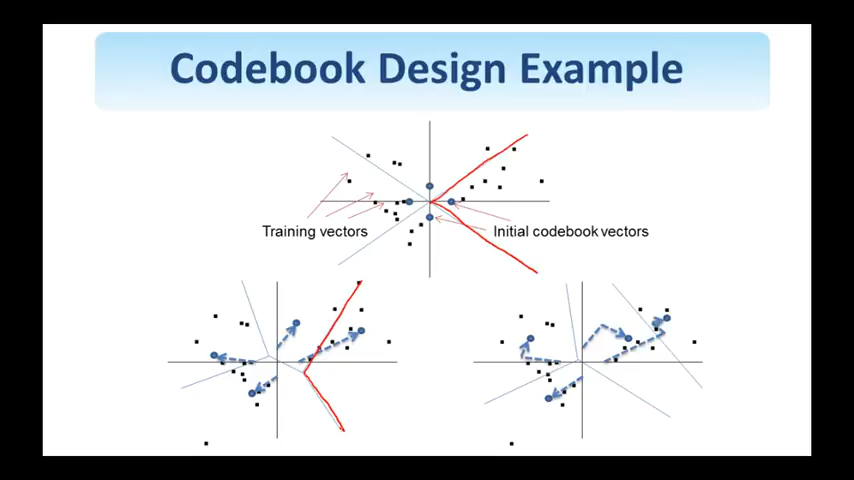 Codebook Design Example
Training vectors
Initial codebook vectors